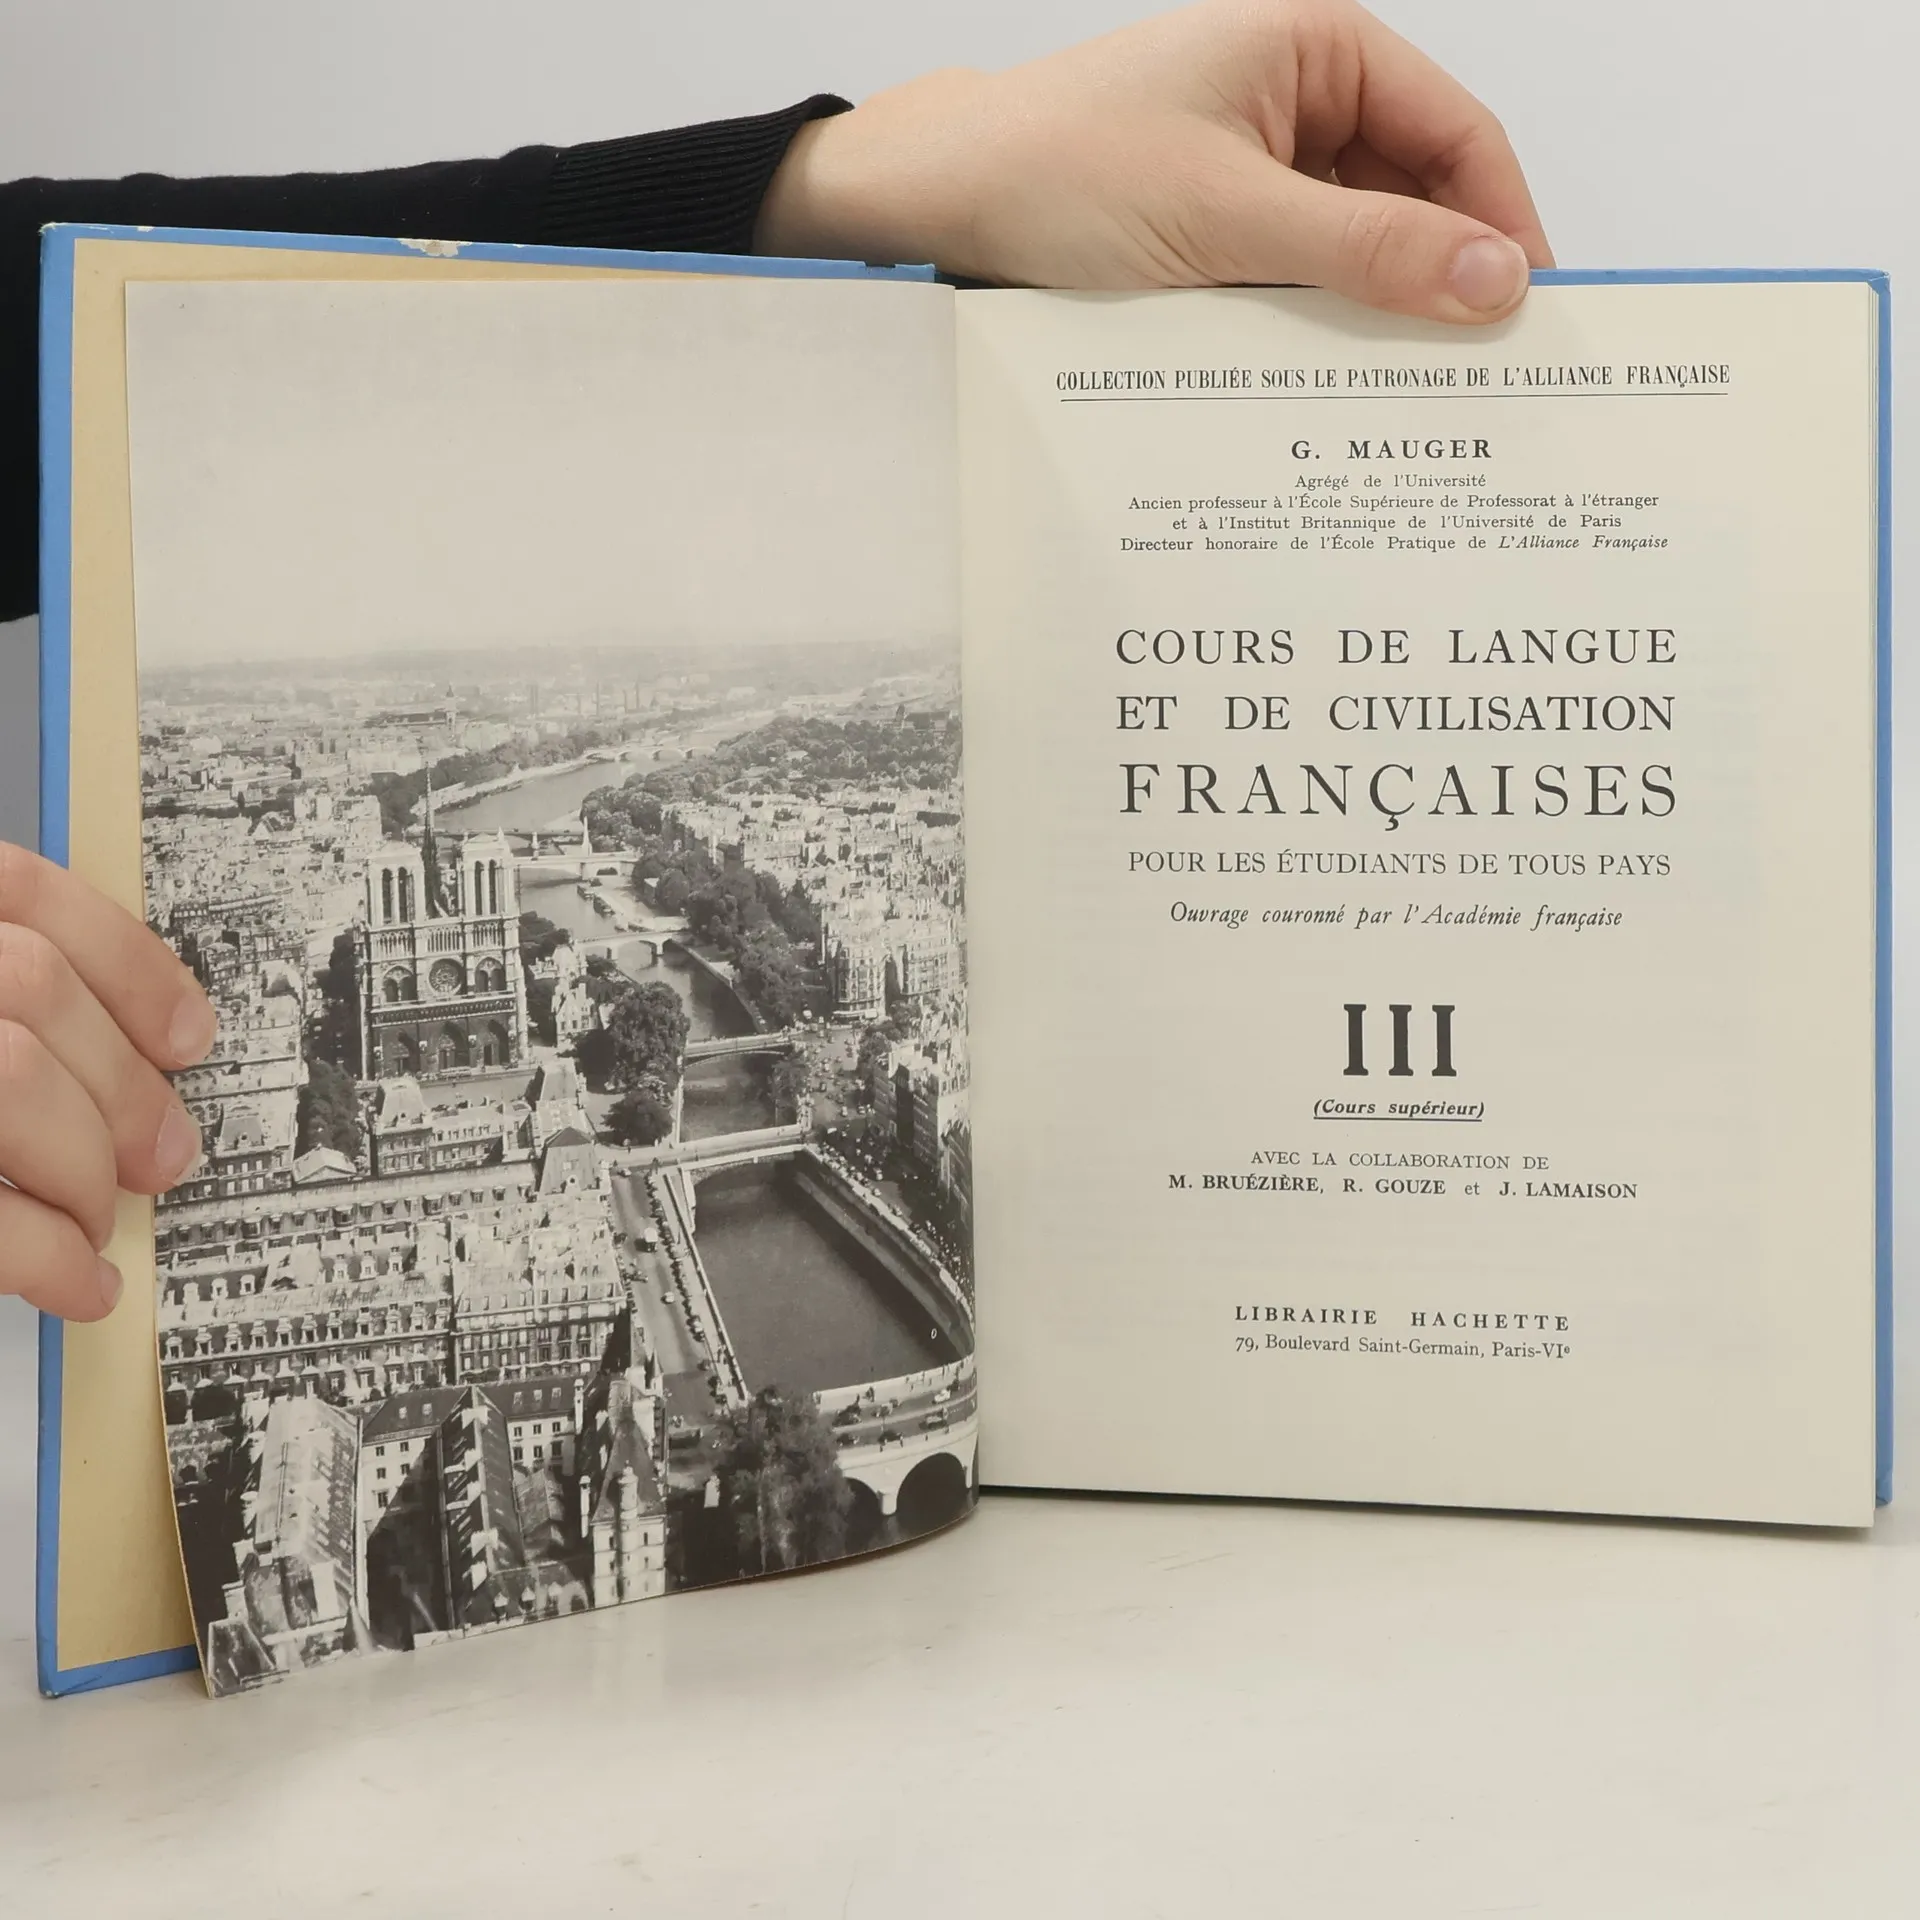 COLLECTION PUBLIÉE SOUS LE PATRONAGE DE L'ALLIANCE FRANÇAISE
G. MAUGER
Agrégé de l'Université
Ancien professeur à l'École Supérieure de Professorat à l'étranger
et à l'Institut Britannique de l'Université de Paris
Directeur honoraire de l'École Pratique de L'Alliance Française
COURS DE LANGUE
ET DE CIVILISATION
FRANÇAISES
POUR LES ÉTUDIANTS DE TOUS PAYS
Ouvrage couronné par l'Académie française
III
(Cours supérieur)
AVEC LA COLLABORATION DE
M. BRUÉZIÈRE, R. GOUZE et J. LAMAISON
LIBRAIRIE HACHETTE
79, Boulevard Saint-Germain, Paris-VIe